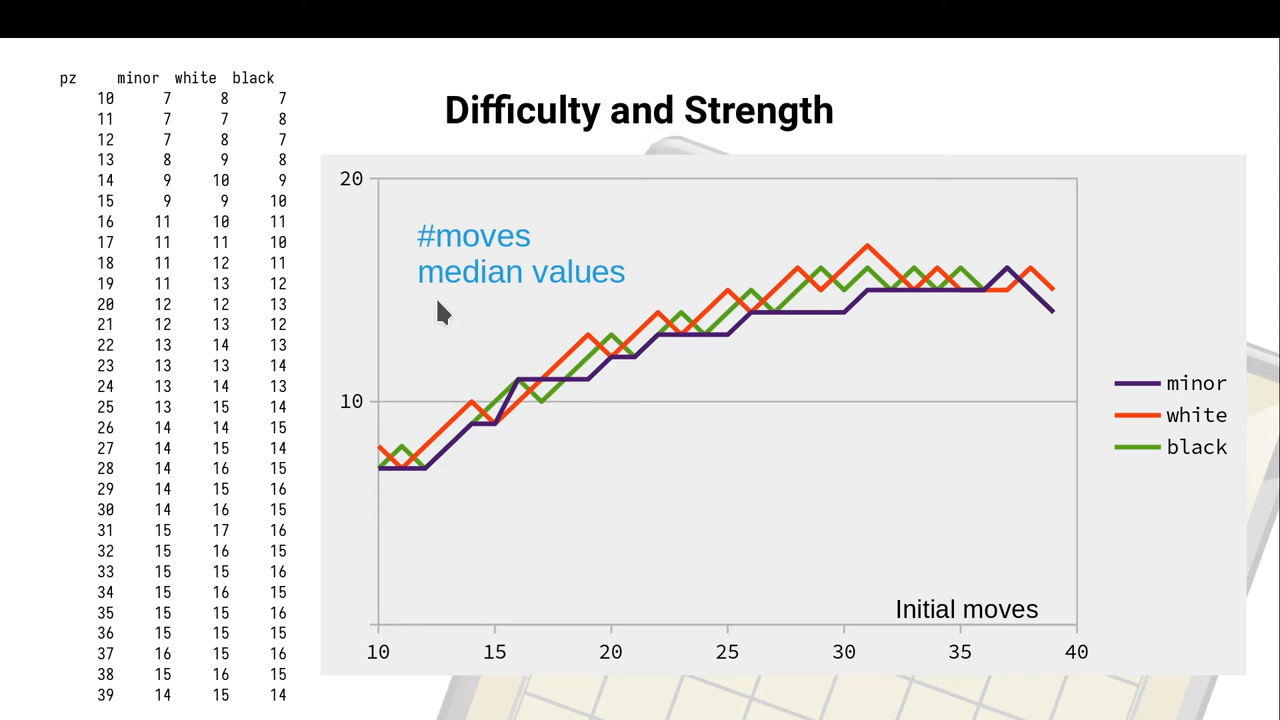 pz minor white black
10 7 8 7
11 7 7 8
12 7 8 7
13 8 9 8
14 9 10 9
15 9 9 10
16 11 10 11
17 11 11 10
18 11 12 11
19 11 13 12
20 12 12 13
21 12 13 12
22 13 14 13
23 13 13 14
24 13 14 13
25 13 15 14
26 14 14 15
27 14 15 14
28 14 16 15
29 14 15 16
30 14 16 15
31 15 17 16
32 15 16 15
33 15 15 16
34 15 16 15
35 15 15 16
36 15 15 15
37 16 15 16
38 15 16 15
39 14 15 14
Difficulty and Strength
20
10
#moves
median values
minor
white
black
Initial moves
10 15 20 25 30 35 40